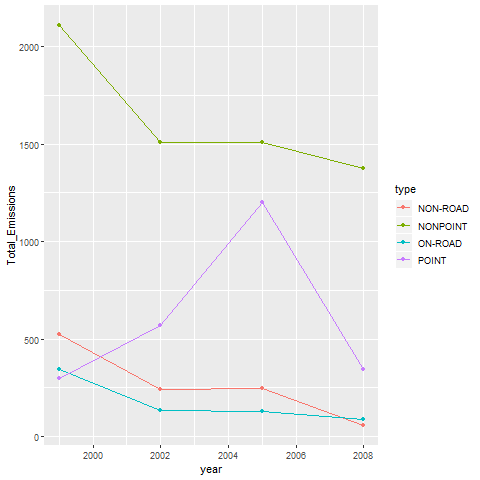 2000
1500
1000
500
0
Total_Emissions
2000 2002 2004 2006 2008
year
type
NON-ROAD
NONPOINT
ON-ROAD
POINT